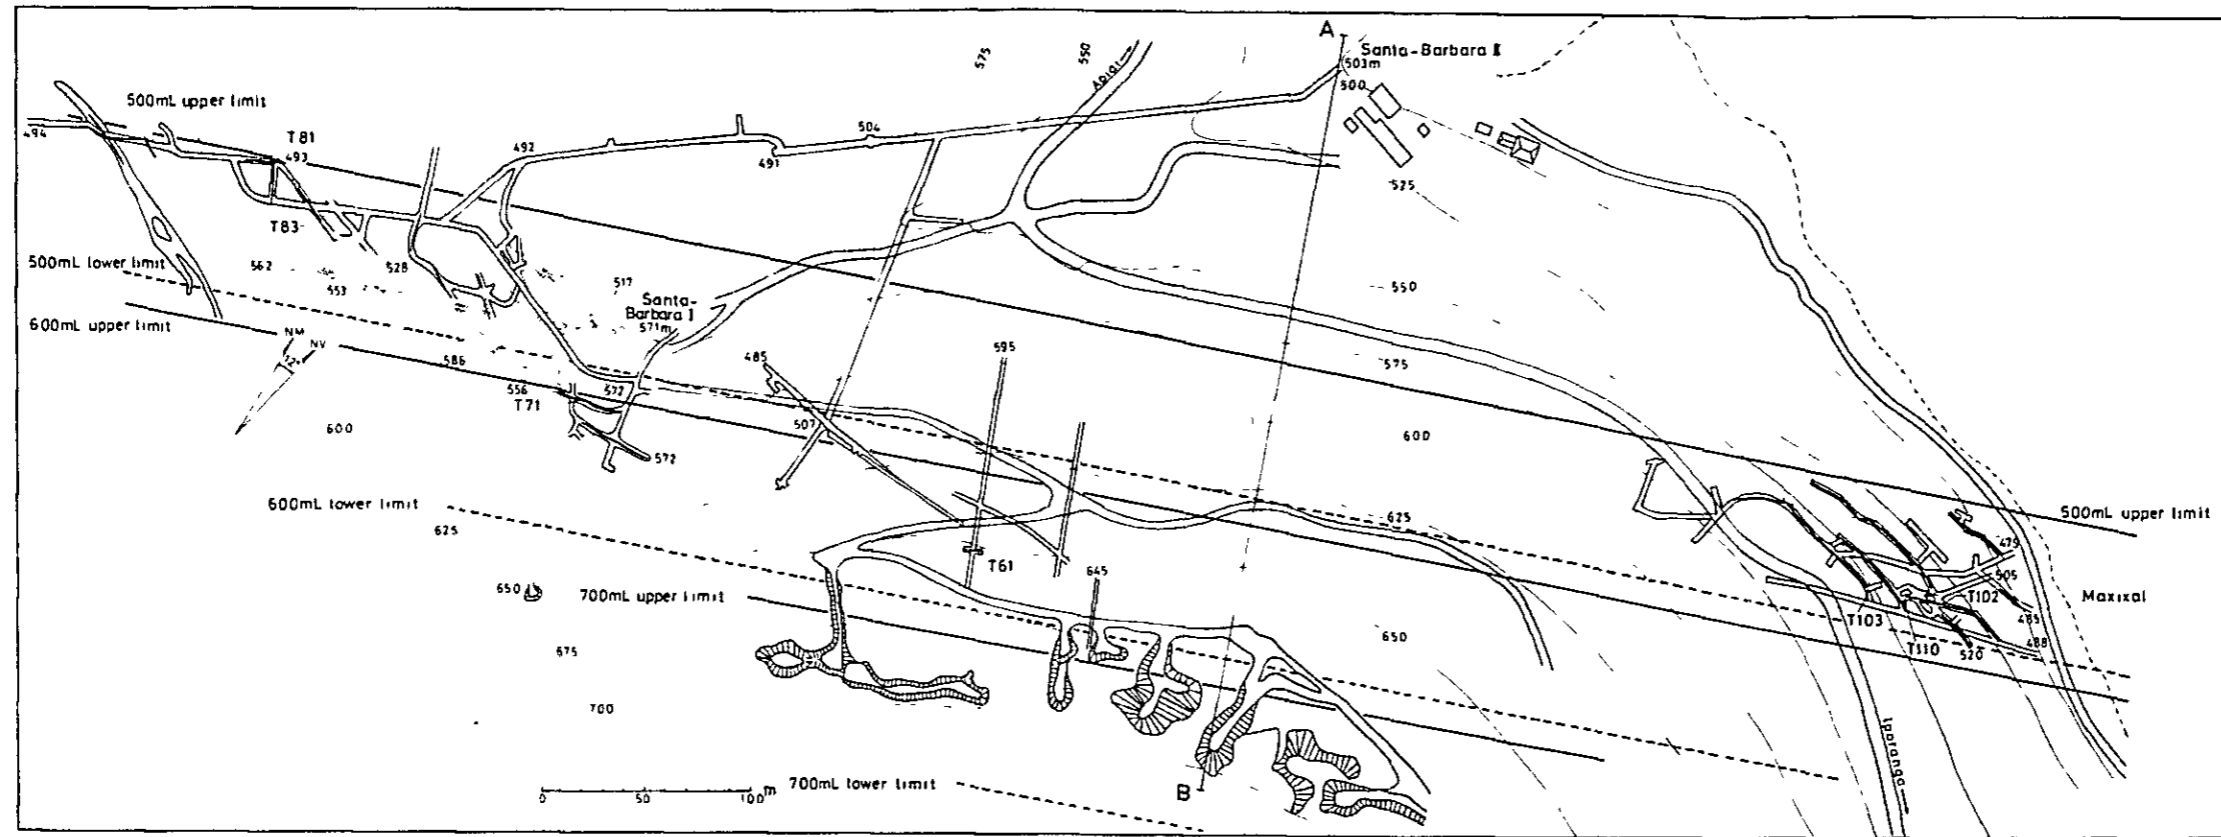 A
Santa-Barbara II
503m
500
575
550
Apiai
500mL upper limit
494
T81
493
492
504
491
525
T83
562
528
553
517
500mL lower limit
Santa-
Barbara I
571m
550
600mL upper limit
NM
NV
12°
586
485
595
575
556
572
T71
507
600
600
572
600mL lower limit
625
625
500mL upper limit
479
T61
505
650
700mL upper limit
645
T102
Maxixal
485
T103
650
488
675
T110
520
700
Iporanga
0 50 100m
700mL lower limit
B